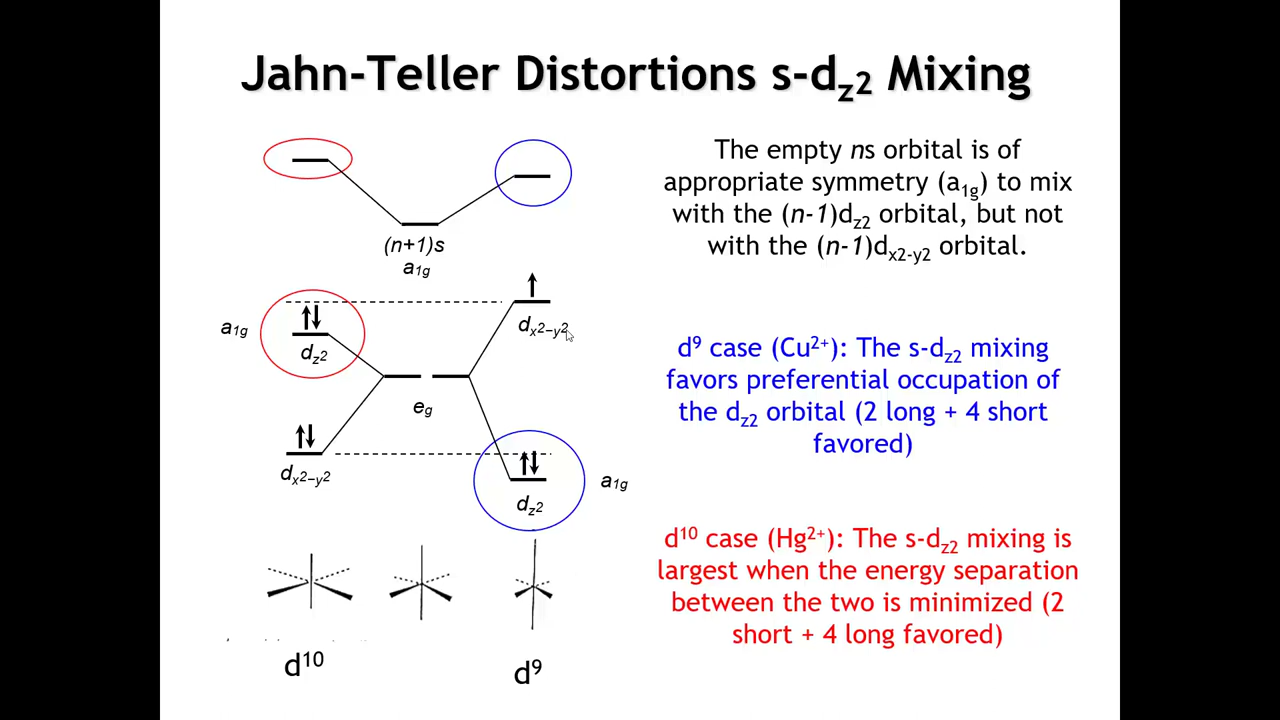 Jahn-Teller Distortions s-dz2 Mixing
The empty ns orbital is of
appropriate symmetry (a1g) to mix
with the (n-1)dz2 orbital, but not
with the (n-1)dx2-y2 orbital.
(n+1)s
a1g
a1g
dz2
dx2−y2
eg
dx2−y2
dz2
a1g
d9 case (Cu2+): The s-dz2 mixing
favors preferential occupation of
the dz2 orbital (2 long + 4 short
favored)
d10 case (Hg2+): The s-dz2 mixing is
largest when the energy separation
between the two is minimized (2
short + 4 long favored)
d10
d9